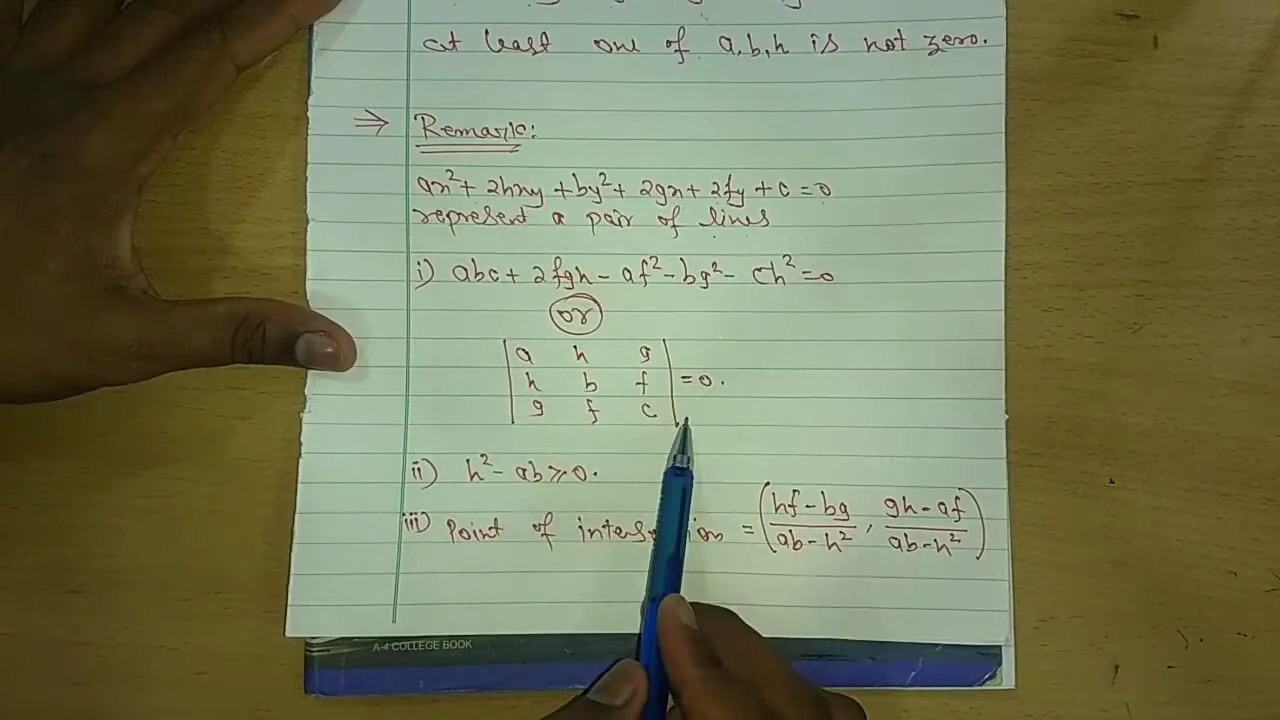 at least one of a,b,h is not zero.
⇒ Remark:
ax²+ 2hxy +by²+ 2gx+ 2fy +c =0
represent a pair of lines
i) abc+ 2fgh- af²-bg²- ch²=0
or
|a h g|
|h b f| =0.
|g f c|
ii) h²- ab≥0.
iii) Point of intersection = (hf-bg/ab-h², gh-af/ab-h²)
A-4 COLLEGE BOOK